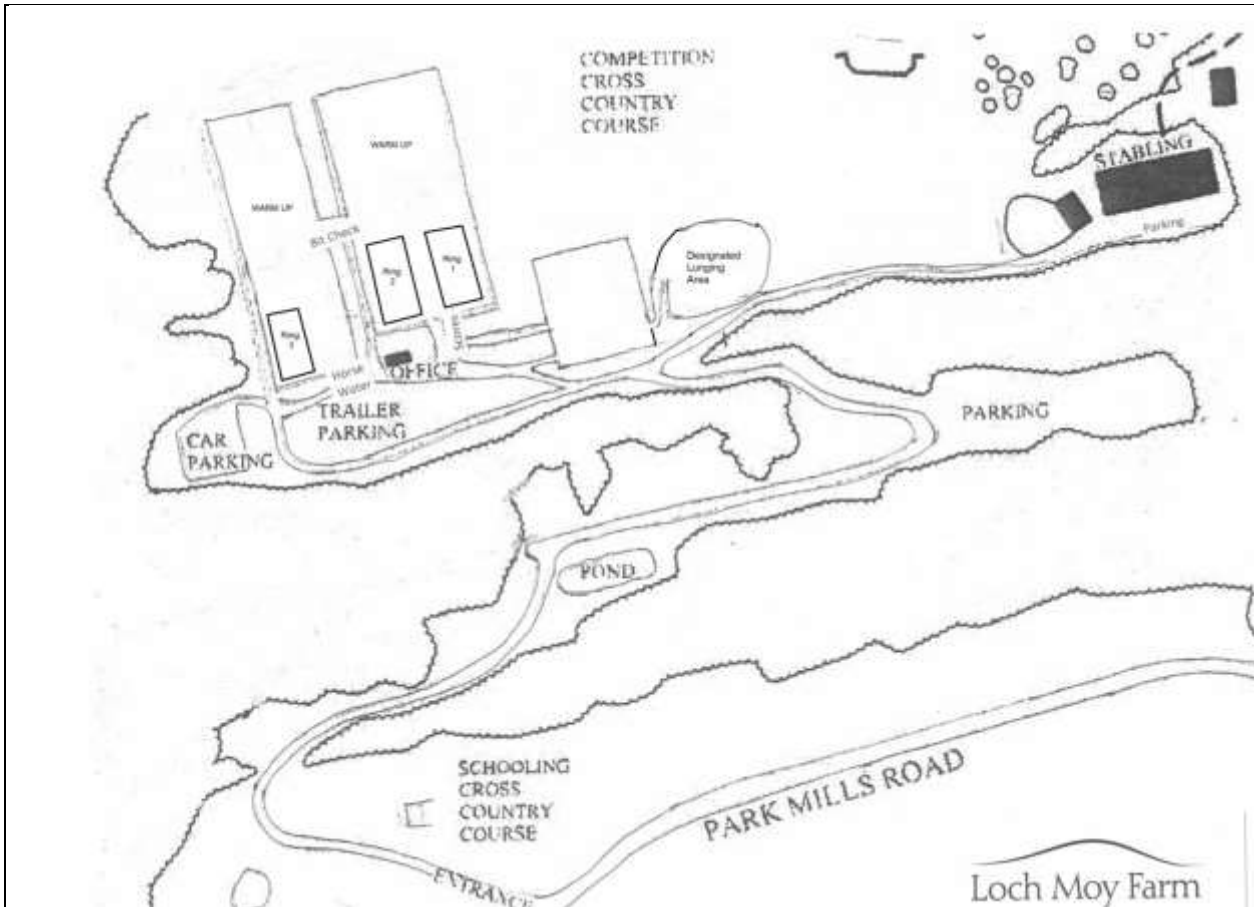 COMPETITION
CROSS
COUNTRY
COURSE
WARM UP
WARM UP
STABLING
Parking
Bit Check
Ring
1
Ring
2
Designated
Lunging
Area
Ring
3
Horse
Water
OFFICE
TRAILER
PARKING
CAR
PARKING
PARKING
POND
SCHOOLING
CROSS
COUNTRY
COURSE
PARK MILLS ROAD
ENTRANCE
Loch Moy Farm